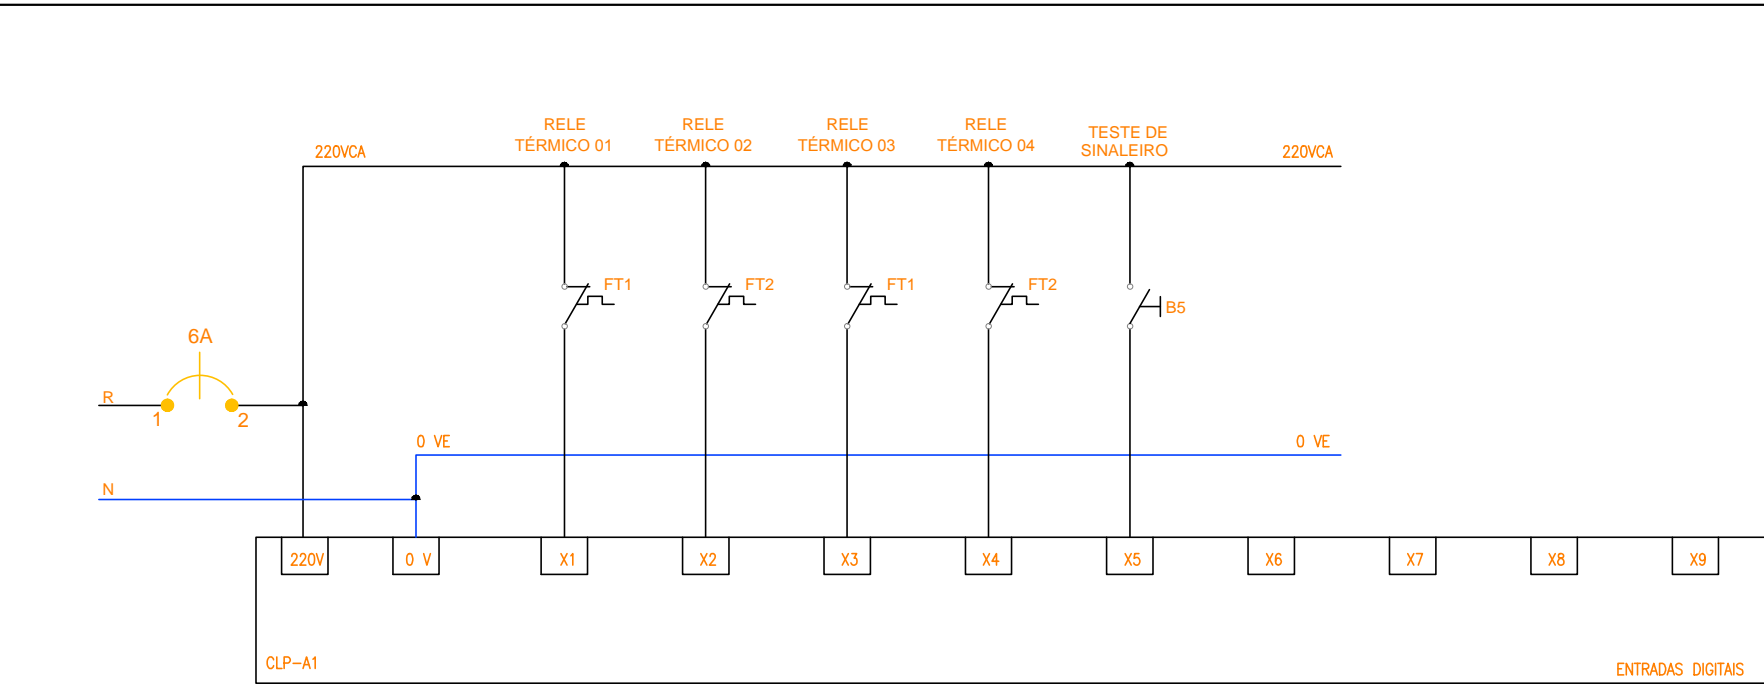 RELE
TÉRMICO 01
RELE
TÉRMICO 02
RELE
TÉRMICO 03
RELE
TÉRMICO 04
TESTE DE
SINALEIRO
220VCA
220VCA
FT1
FT2
FT1
FT2
B5
6A
R
1
2
0 VE
0 VE
N
220V
0 V
X1
X2
X3
X4
X5
X6
X7
X8
X9
CLP-A1
ENTRADAS DIGITAIS